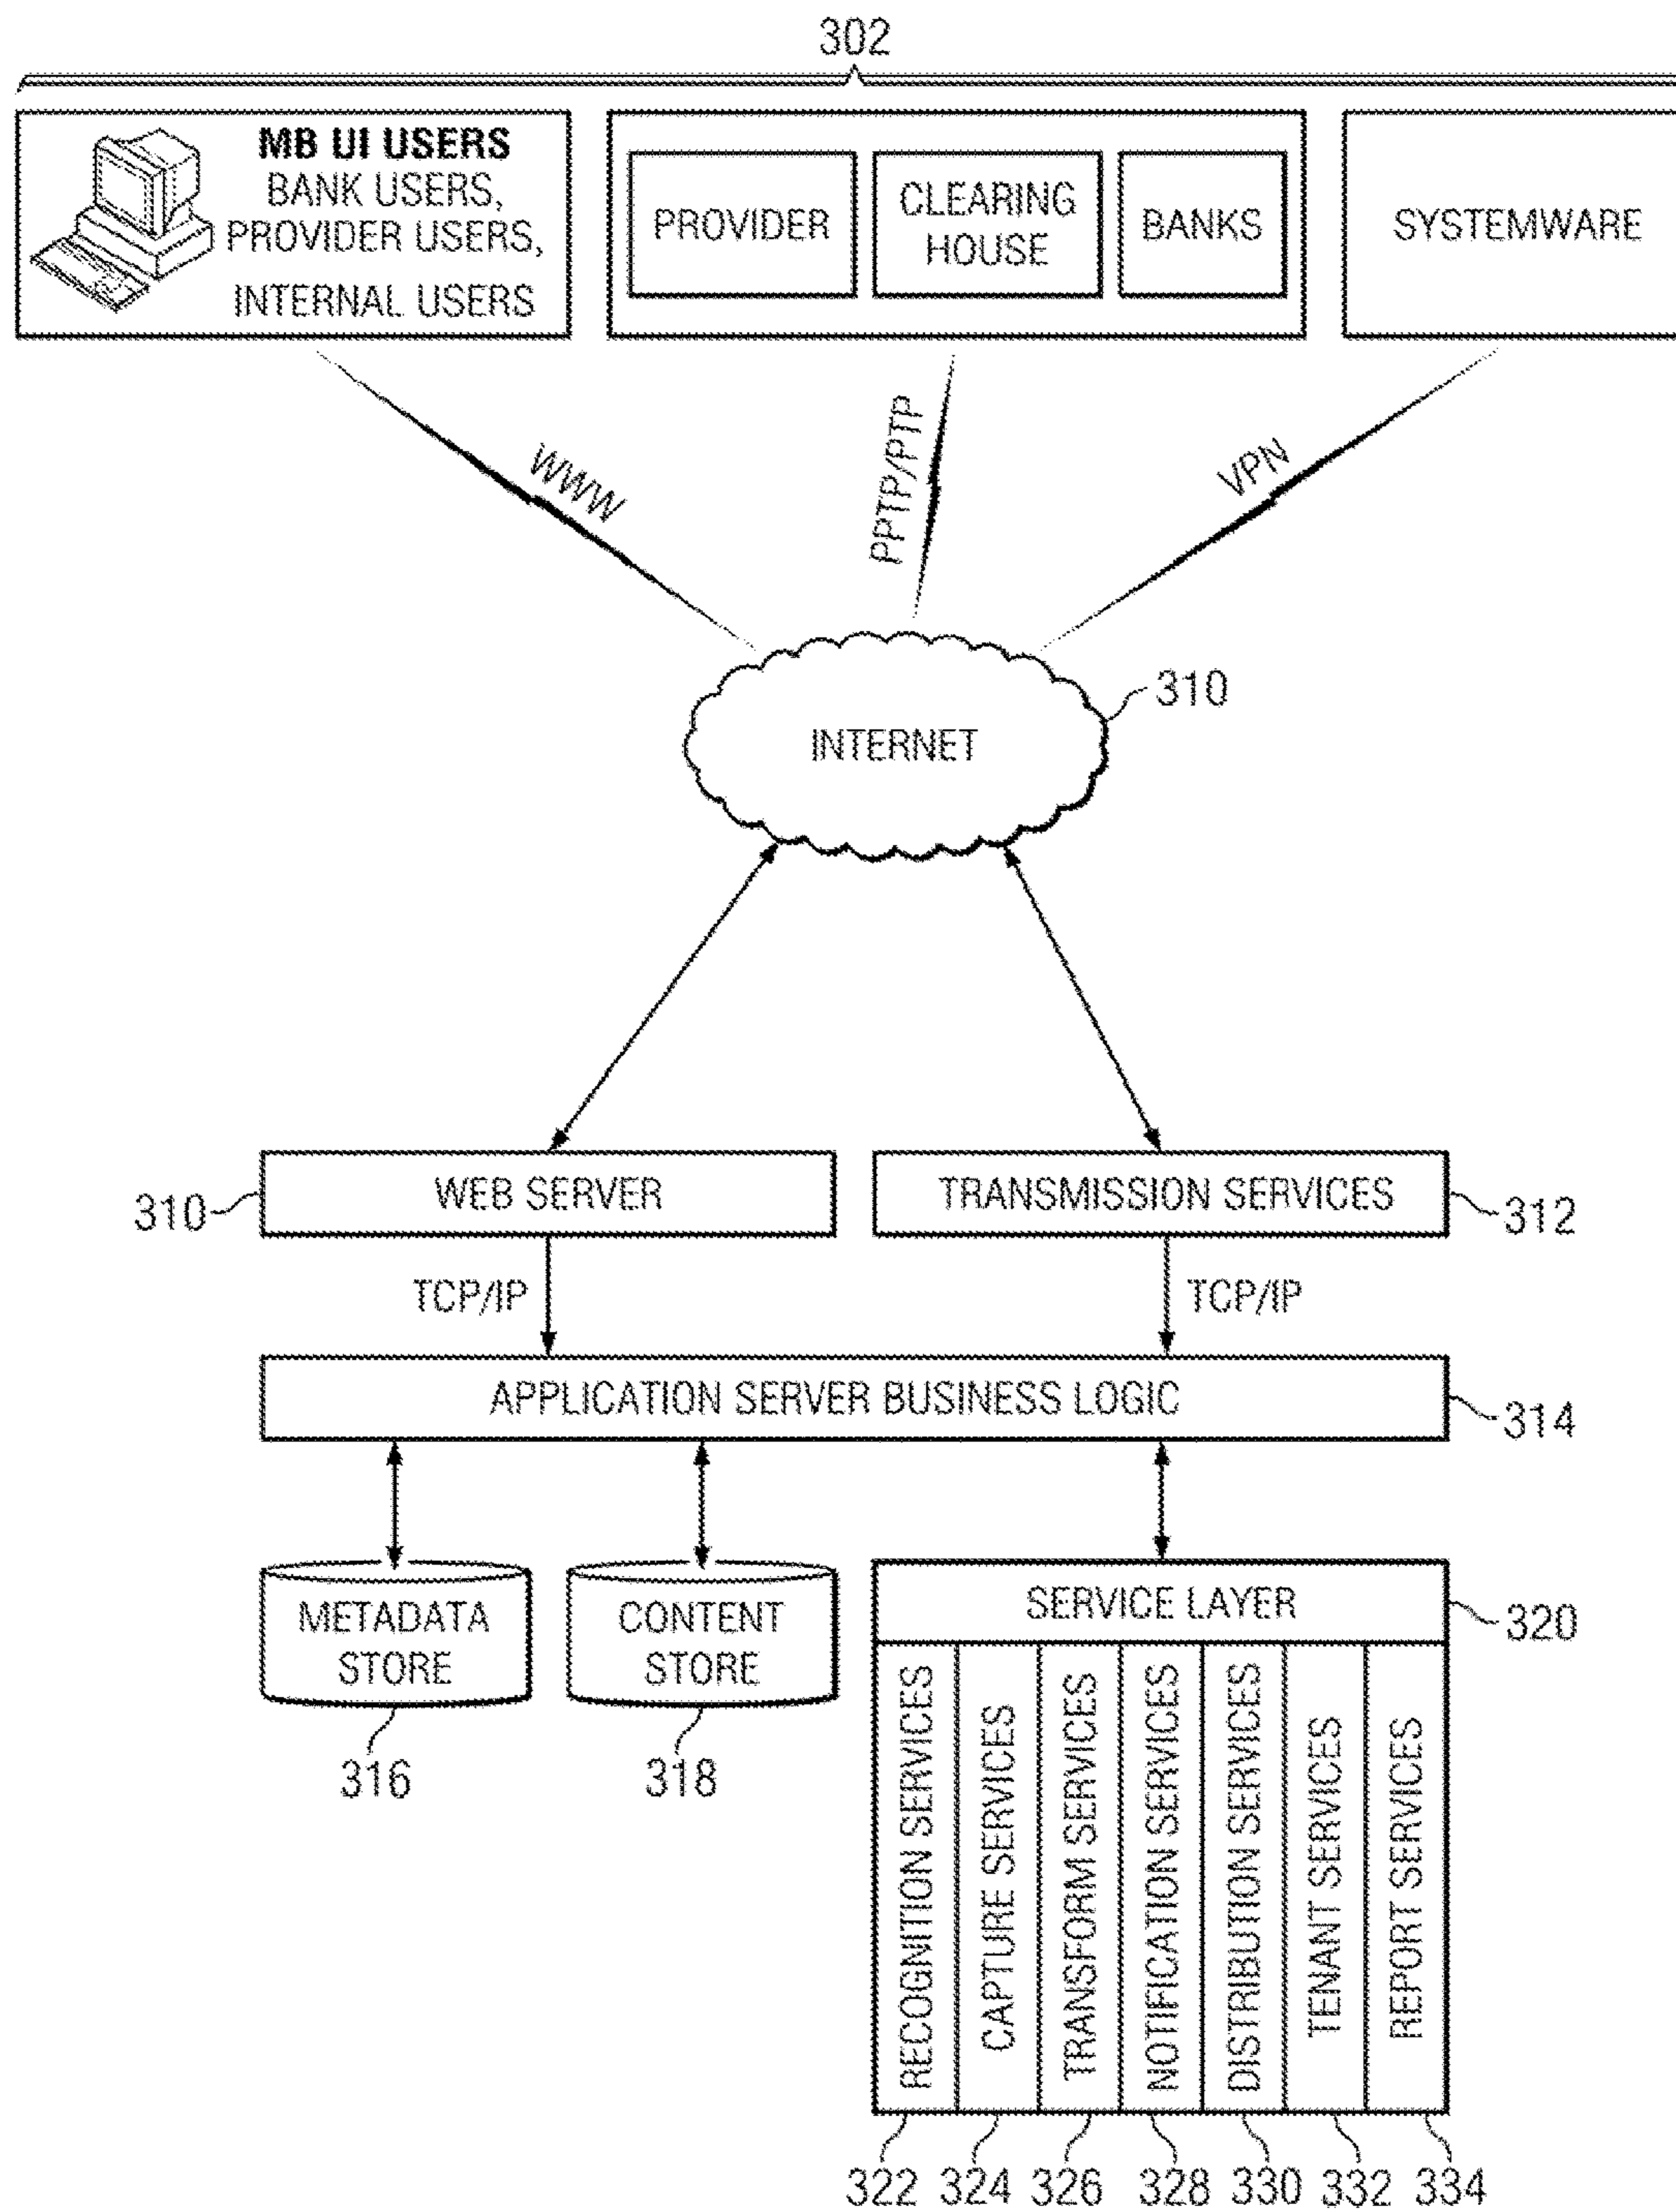 302
MB UI USERS
BANK USERS,
PROVIDER USERS,
INTERNAL USERS
PROVIDER
CLEARING
HOUSE
BANKS
SYSTEMWARE
WWW
PPTP/PTP
VPN
INTERNET
310
WEB SERVER
310
TRANSMISSION SERVICES
312
TCP/IP
TCP/IP
APPLICATION SERVER BUSINESS LOGIC
314
METADATA
STORE
316
CONTENT
STORE
318
SERVICE LAYER
320
RECOGNITION SERVICES
CAPTURE SERVICES
TRANSFORM SERVICES
NOTIFICATION SERVICES
DISTRIBUTION SERVICES
TENANT SERVICES
REPORT SERVICES
322 324 326 328 330 332 334